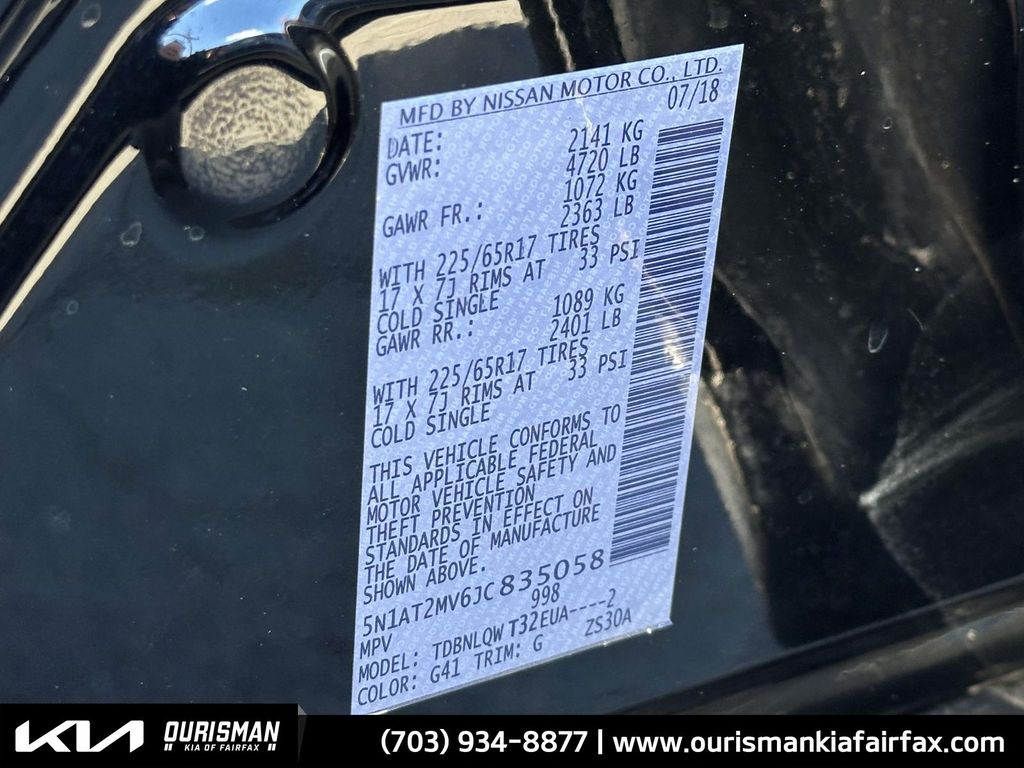 MFD BY NISSAN MOTOR CO., LTD.
DATE: 07/18
GVWR: 2141 KG
4720 LB
GAWR FR.: 1072 KG
2363 LB
WITH 225/65R17 TIRES
17 X 7J RIMS AT 33 PSI
COLD SINGLE
GAWR RR.: 1089 KG
2401 LB
WITH 225/65R17 TIRES
17 X 7J RIMS AT 33 PSI
COLD SINGLE
THIS VEHICLE CONFORMS TO
ALL APPLICABLE FEDERAL
MOTOR VEHICLE SAFETY AND
THEFT PREVENTION
STANDARDS IN EFFECT ON
THE DATE OF MANUFACTURE
SHOWN ABOVE.
5N1AT2MV6JC835058
MPV 998
MODEL: TDBNLQWT32EUA----2
COLOR: G41 TRIM: G ZS30A
KIA OURISMAN
KIA OF FAIRFAX
(703) 934-8877 | www.ourismankiafairfax.com